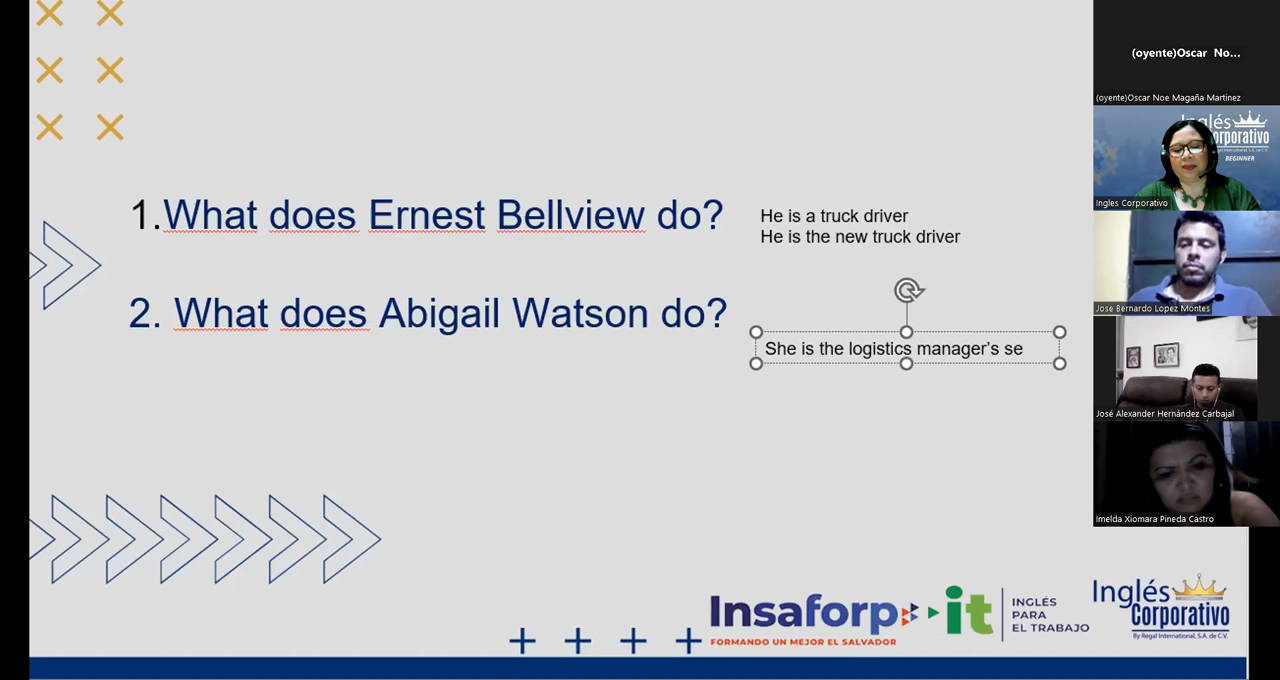 1.What does Ernest Bellview do?
He is a truck driver
He is the new truck driver
2. What does Abigail Watson do?
She is the logistics manager's se
Insaforp
FORMANDO UN MEJOR EL SALVADOR
it
INGLÉS
PARA
EL TRABAJO
Inglés
Corporativo
By Regal International, S.A. de C.V.
(oyente)Oscar No...
(oyente)Oscar Noe Magaña Martinez
Inglés
Corporativo
BEGINNER
Ingles Corporativo
Jose Bernardo Lopez Montes
José Alexander Hernández Carbajal
Imelda Xiomara Pineda Castro